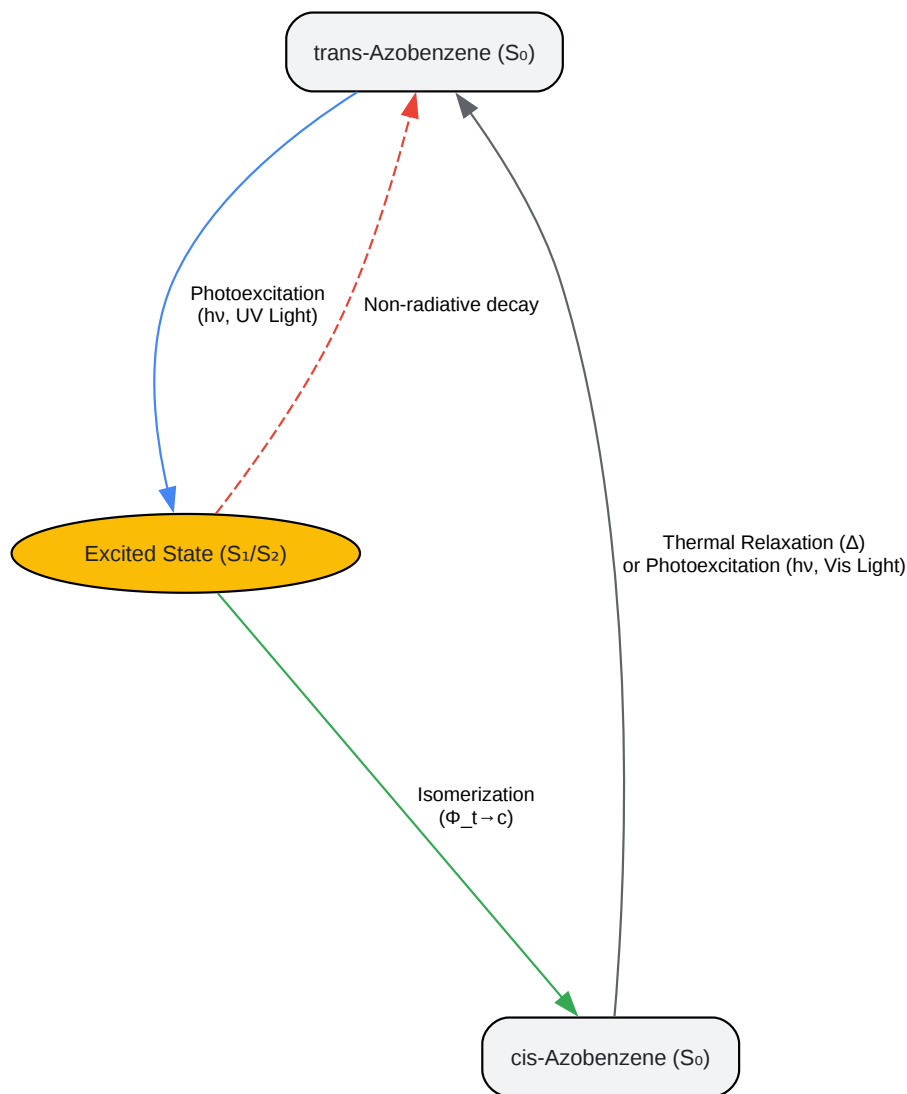 trans-Azobenzene (S₀)
Photoexcitation
(hν, UV Light)
Non-radiative decay
Excited State (S₁/S₂)
Thermal Relaxation (Δ)
or Photoexcitation (hν, Vis Light)
Isomerization
(Φ_t→c)
cis-Azobenzene (S₀)